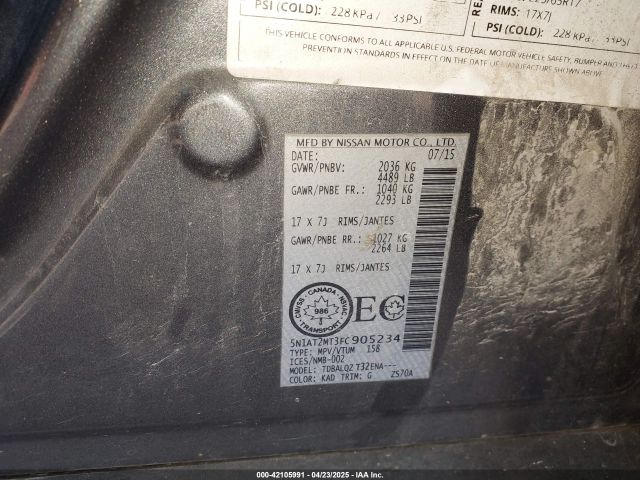 PSI (COLD): 228 kPa / 33PSI
RIMS: 17X7J
PSI (COLD): 228 kPa / 33PSI
THIS VEHICLE CONFORMS TO ALL APPLICABLE U.S. FEDERAL MOTOR VEHICLE SAFETY, BUMPER AND THEFT
PREVENTION STANDARDS IN EFFECT ON THE DATE OF MANUFACTURE SHOWN ABOVE
MFD BY NISSAN MOTOR CO., LTD.
DATE: 07/15
GVWR/PNBV: 2036 KG
4489 LB
GAWR/PNBE FR.: 1040 KG
2293 LB
17 X 7J RIMS/JANTES
GAWR/PNBE RR.: 1027 KG
2264 LB
17 X 7J RIMS/JANTES
CANADA
CMVSS NSVAC
986
TRANSPORT
EC
5N1AT2MT3FC905234
TYPE: MPV/VTUM 158
ICES/NMB-002
MODEL: TDBALQZ T32ENA---
COLOR: KAD TRIM: G ZS70A
000-42105991 | 04/23/2025 | IAA Inc.